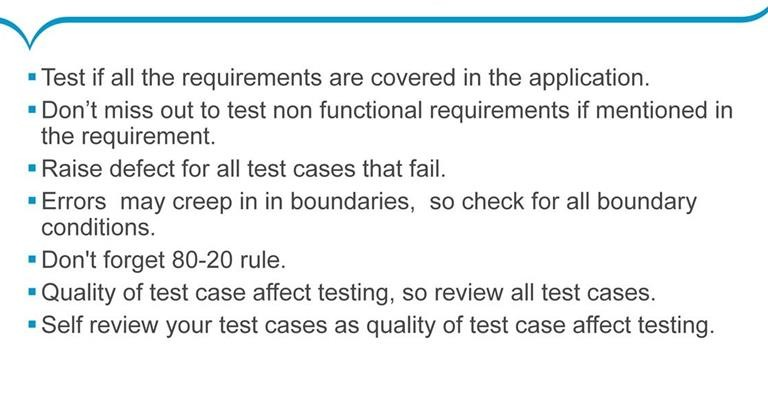 ▪ Test if all the requirements are covered in the application.
▪ Don’t miss out to test non functional requirements if mentioned in
the requirement.
▪ Raise defect for all test cases that fail.
▪ Errors  may creep in in boundaries,  so check for all boundary
conditions.
▪ Don't forget 80-20 rule.
▪ Quality of test case affect testing, so review all test cases.
▪ Self review your test cases as quality of test case affect testing.